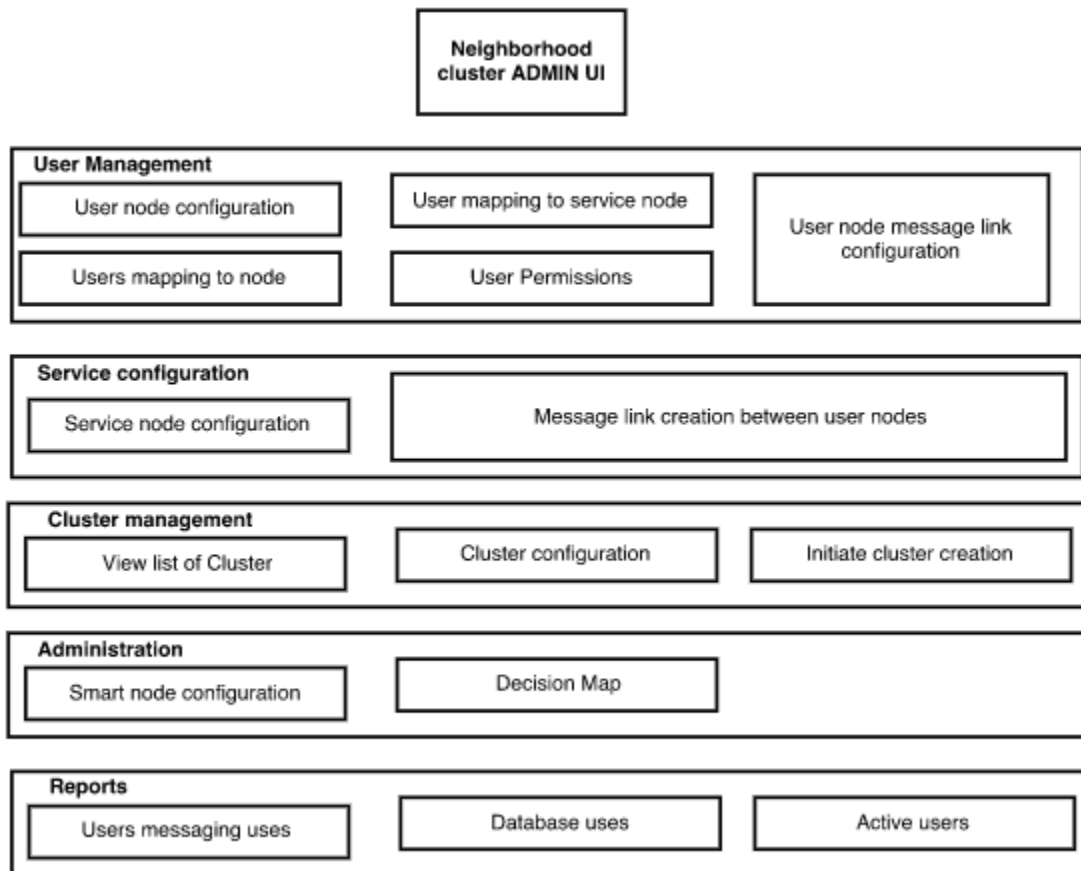 Neighborhood
cluster ADMIN UI
User Management
User node configuration
User mapping to service node
User node message link
configuration
Users mapping to node
User Permissions
Service configuration
Service node configuration
Message link creation between user nodes
Cluster management
View list of Cluster
Cluster configuration
Initiate cluster creation
Administration
Smart node configuration
Decision Map
Reports
Users messaging uses
Database uses
Active users